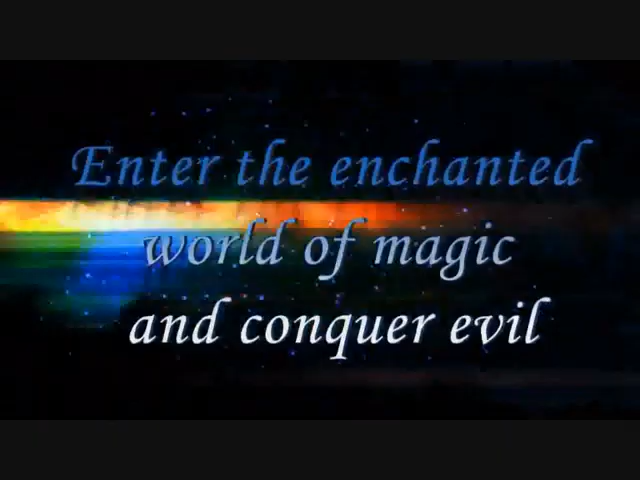 Enter the enchanted
world of magic
and conquer evil